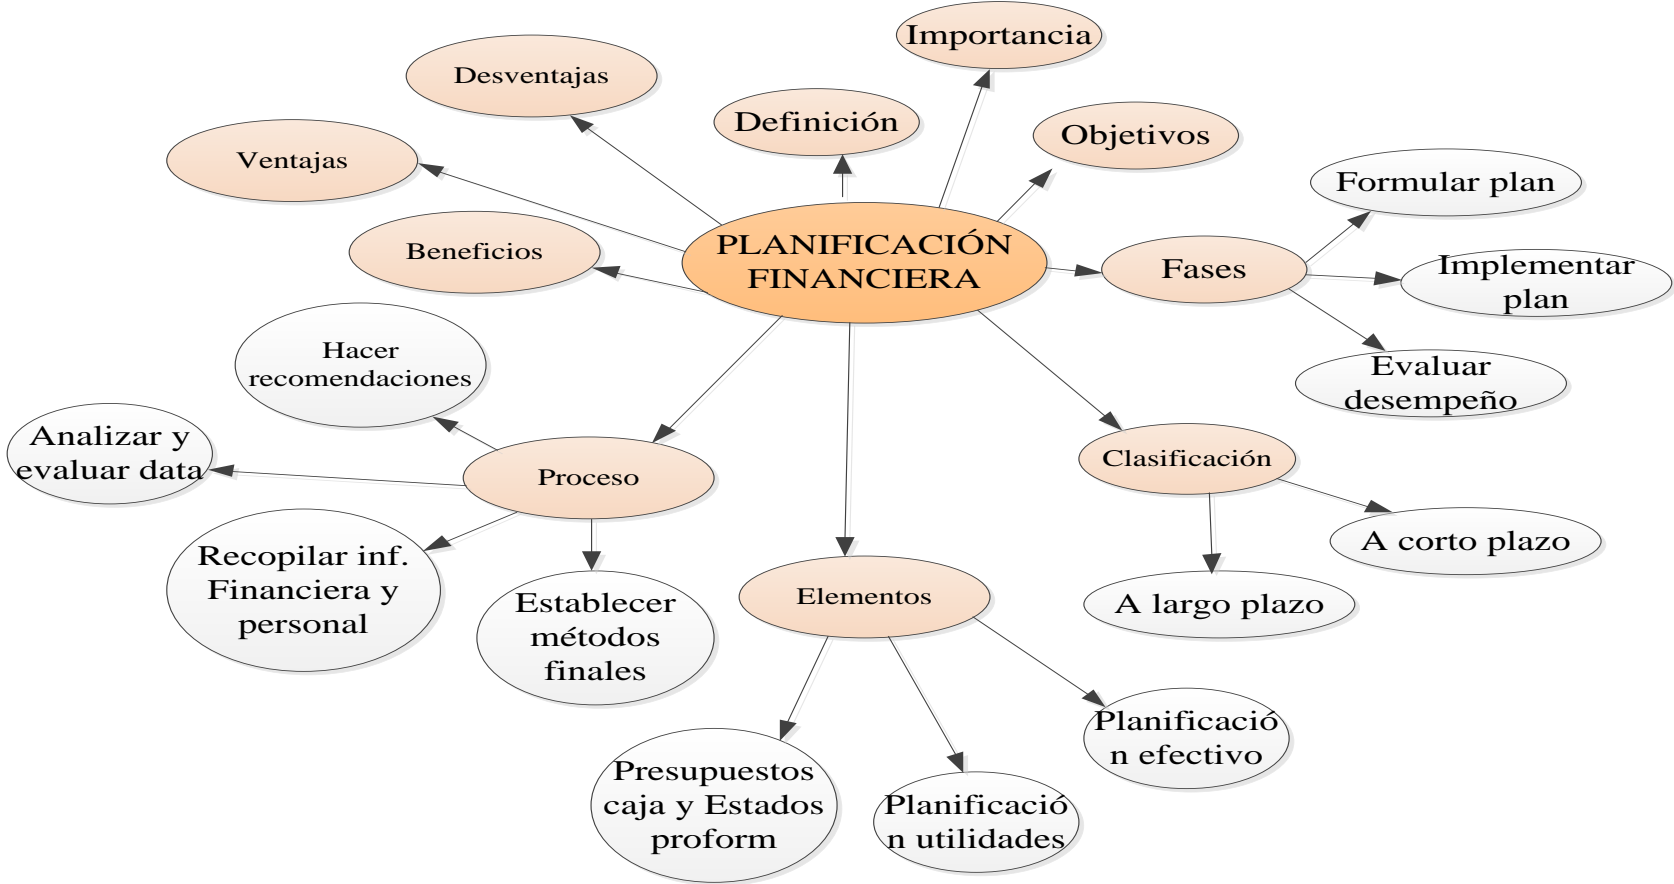 Importancia
Desventajas
Definición
Objetivos
Ventajas
Formular plan
Beneficios
PLANIFICACIÓN
FINANCIERA
Fases
Implementar
plan
Hacer
recomendaciones
Evaluar
desempeño
Analizar y
evaluar data
Proceso
Clasificación
Recopilar inf.
Financiera y
personal
A corto plazo
Establecer
métodos
finales
Elementos
A largo plazo
Planificació
n efectivo
Presupuestos
caja y Estados
proform
Planificació
n utilidades